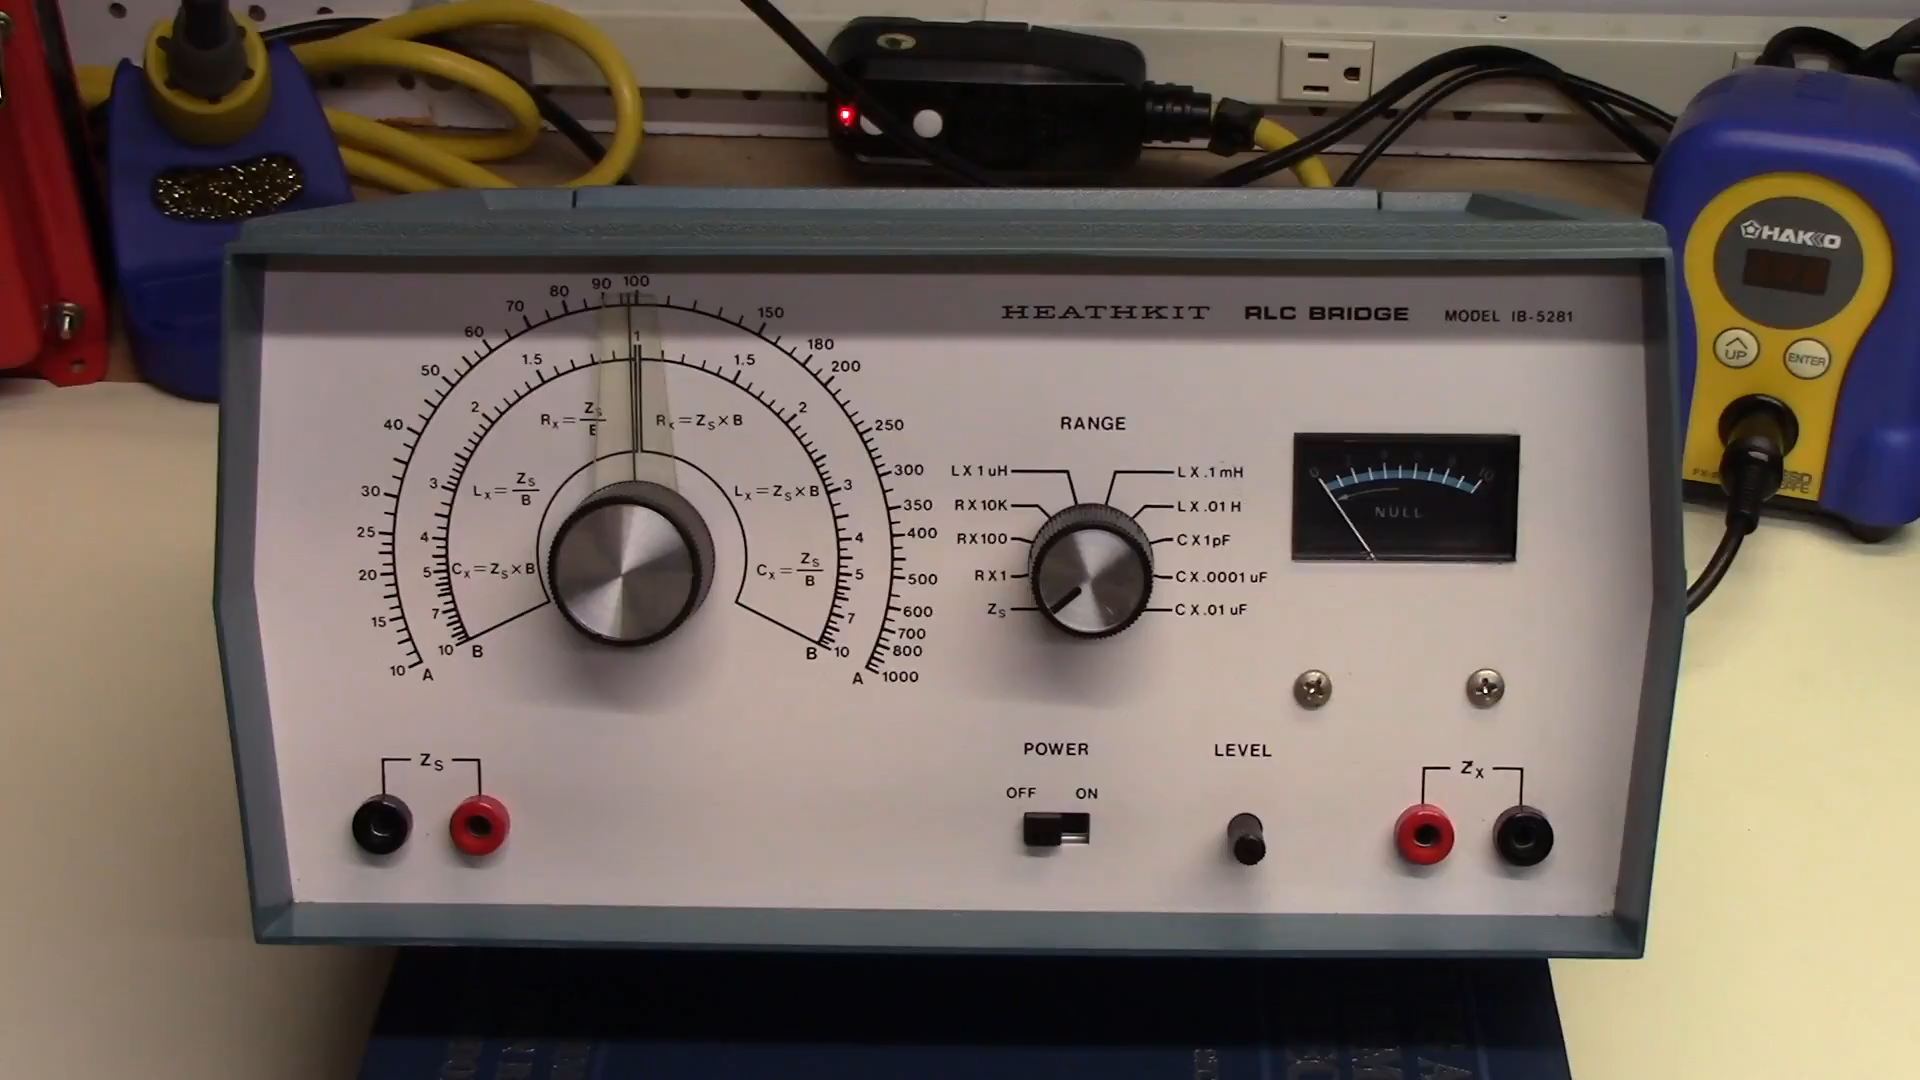 HAKKO
UP
ENTER
HEATHKIT RLC BRIDGE MODEL IB-5281
10 15 20 25 30 40 50 60 70 80 90 100 150 180 200 250 300 350 400 500 600 700 800 1000
A A
10 7 5 4 3 2 1.5 1 1.5 2 3 4 5 7 10
B B
Rx = Zs
Rx = Zs × B
Lx = Zs/B
Lx = Zs × B
Cx = Zs × B
Cx = Zs/B
RANGE
L X 1 uH
L X .1 mH
R X 10K
L X .01 H
R X 100
C X 1pF
R X 1
C X .0001 uF
Zs
C X .01 uF
0 10
NULL
POWER
OFF ON
LEVEL
Zs
Zx